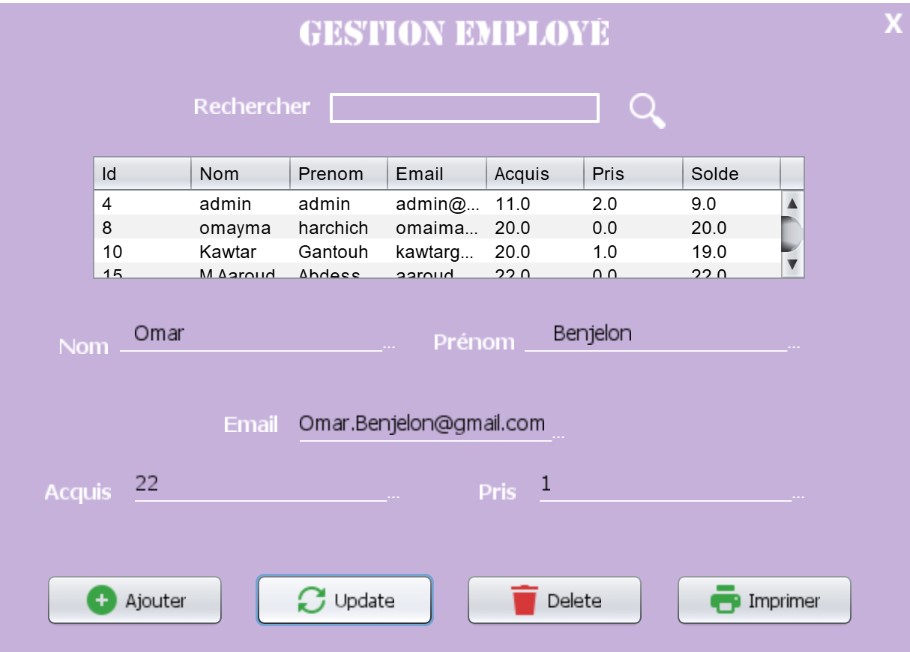 GESTION EMPLOYÉ
X
Rechercher
Id Nom Prenom Email Acquis Pris Solde
4 admin admin admin@... 11.0 2.0 9.0
8 omayma harchich omaima... 20.0 0.0 20.0
10 Kawtar Gantouh kawtarg... 20.0 1.0 19.0
15 M.Aaroud Abdess aaroud... 22.0 0.0 22.0
Nom Omar ... Prénom Benjelon ...
Email Omar.Benjelon@gmail.com ...
Acquis 22 ... Pris 1 ...
Ajouter Update Delete Imprimer